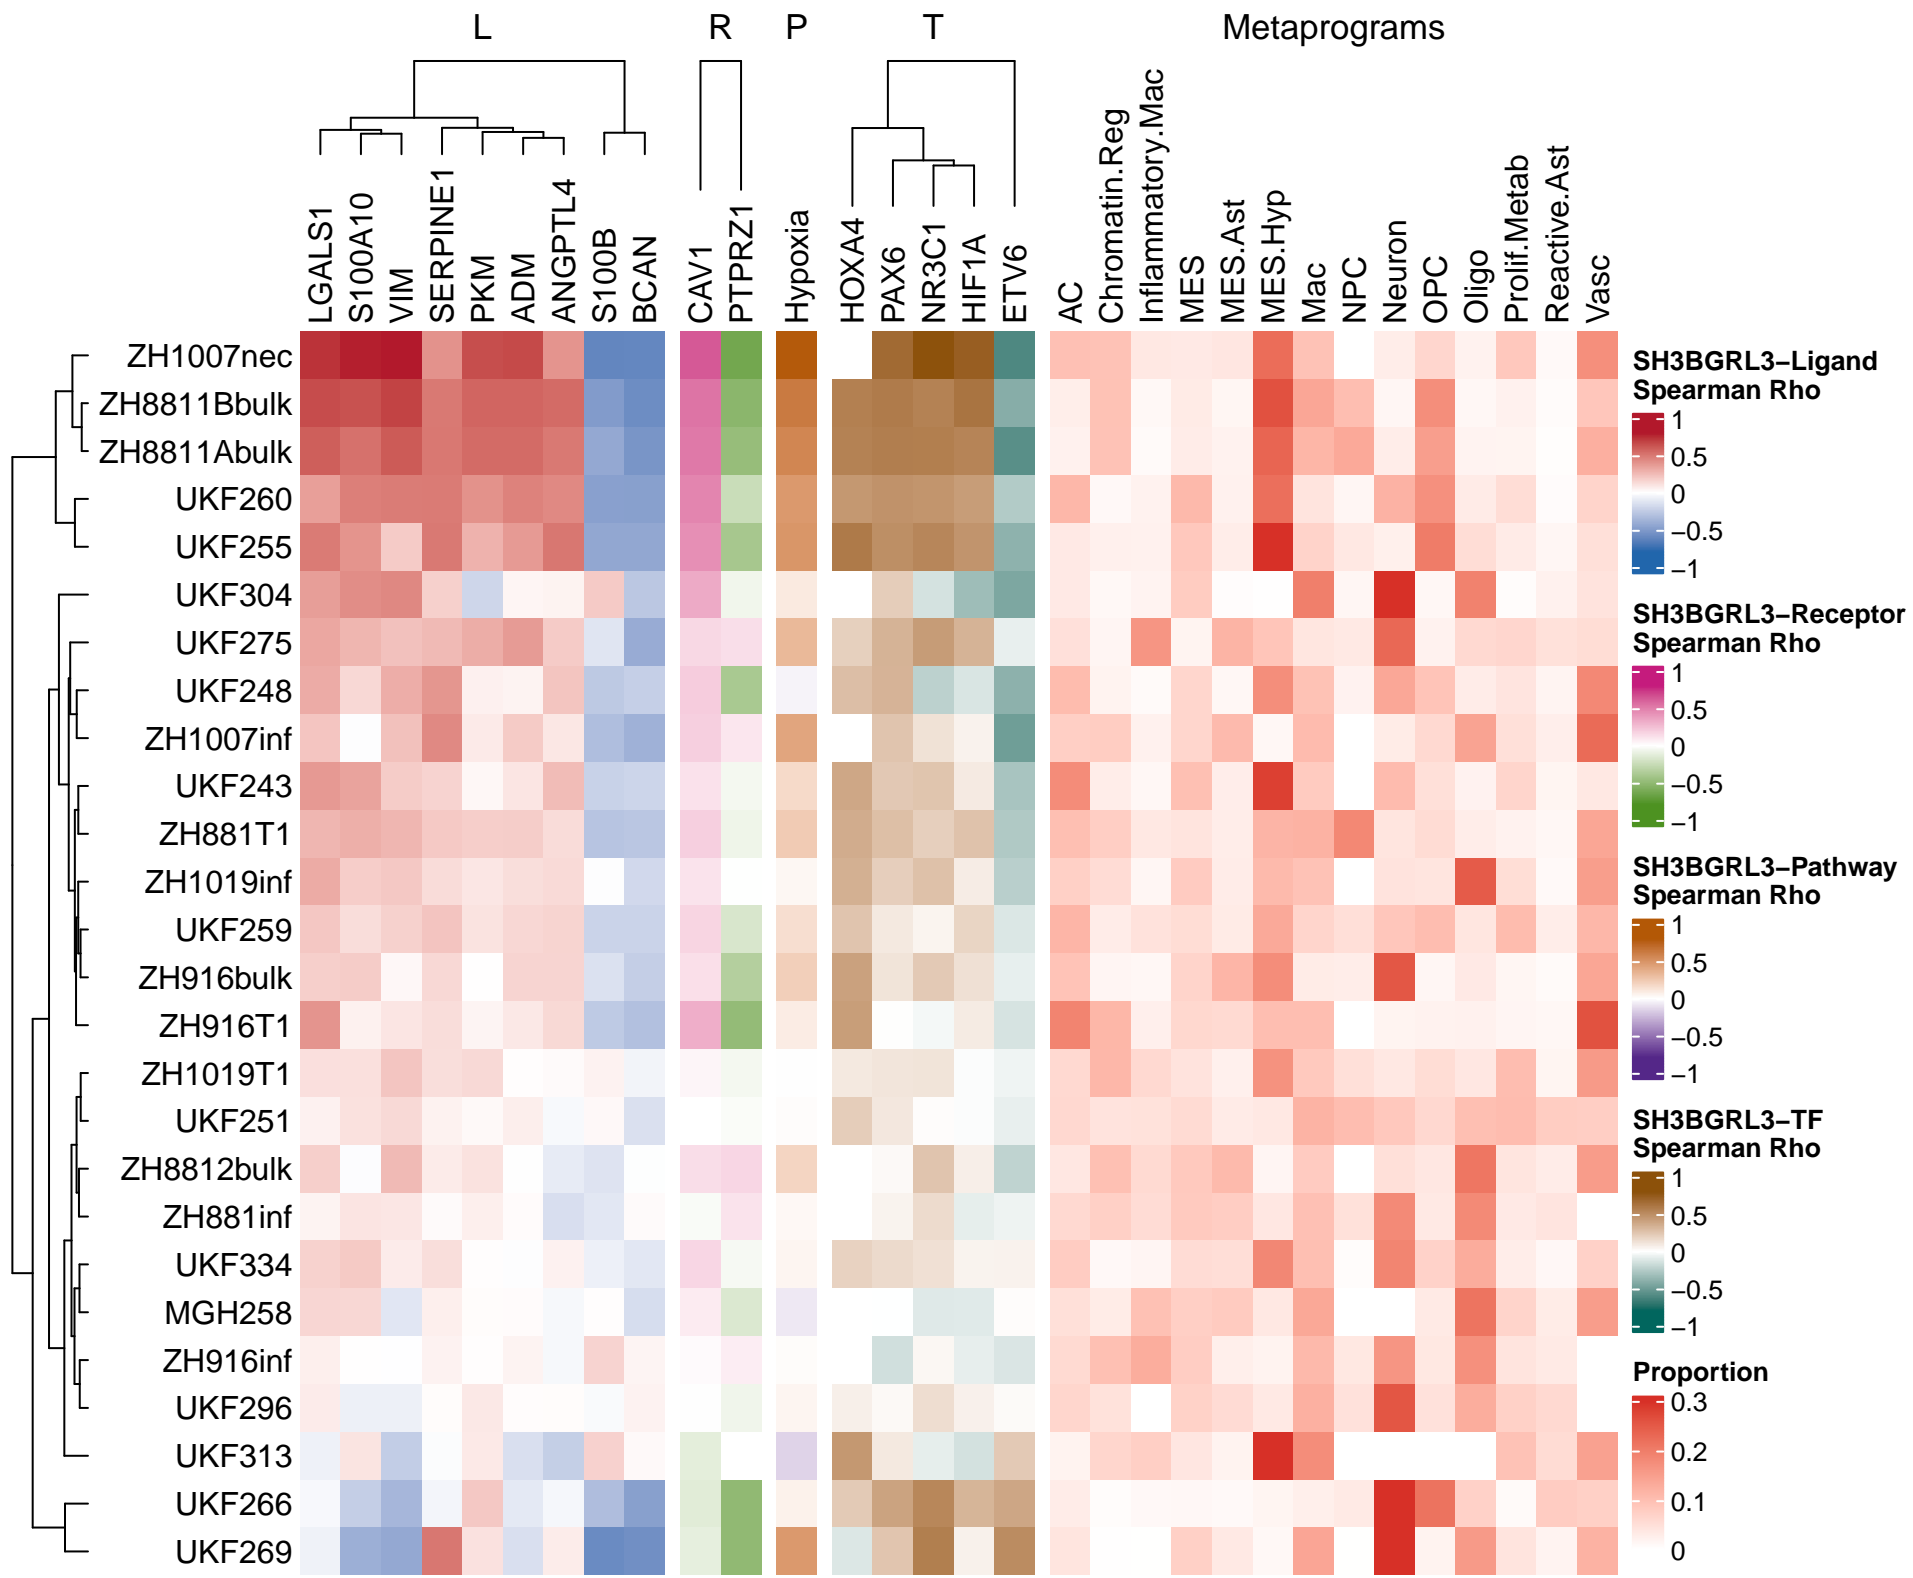 L R P T Metaprograms
LGALS1 S100A10 VIM SERPINE1 PKM ADM ANGPTL4 S100B BCAN CAV1 PTPRZ1 Hypoxia HOXA4 PAX6 NR3C1 HIF1A ETV6 AC Chromatin.Reg Inflammatory.Mac MES MES.Ast MES.Hyp Mac NPC Neuron OPC Oligo Prolif.Metab Reactive.Ast Vasc
ZH1007nec
ZH8811Bbulk
ZH8811Abulk
UKF260
UKF255
UKF304
UKF275
UKF248
ZH1007inf
UKF243
ZH881T1
ZH1019inf
UKF259
ZH916bulk
ZH916T1
ZH1019T1
UKF251
ZH8812bulk
ZH881inf
UKF334
MGH258
ZH916inf
UKF296
UKF313
UKF266
UKF269
SH3BGRL3−Ligand
Spearman Rho
1
0.5
0
−0.5
−1
SH3BGRL3−Receptor
Spearman Rho
1
0.5
0
−0.5
−1
SH3BGRL3−Pathway
Spearman Rho
1
0.5
0
−0.5
−1
SH3BGRL3−TF
Spearman Rho
1
0.5
0
−0.5
−1
Proportion
0.3
0.2
0.1
0